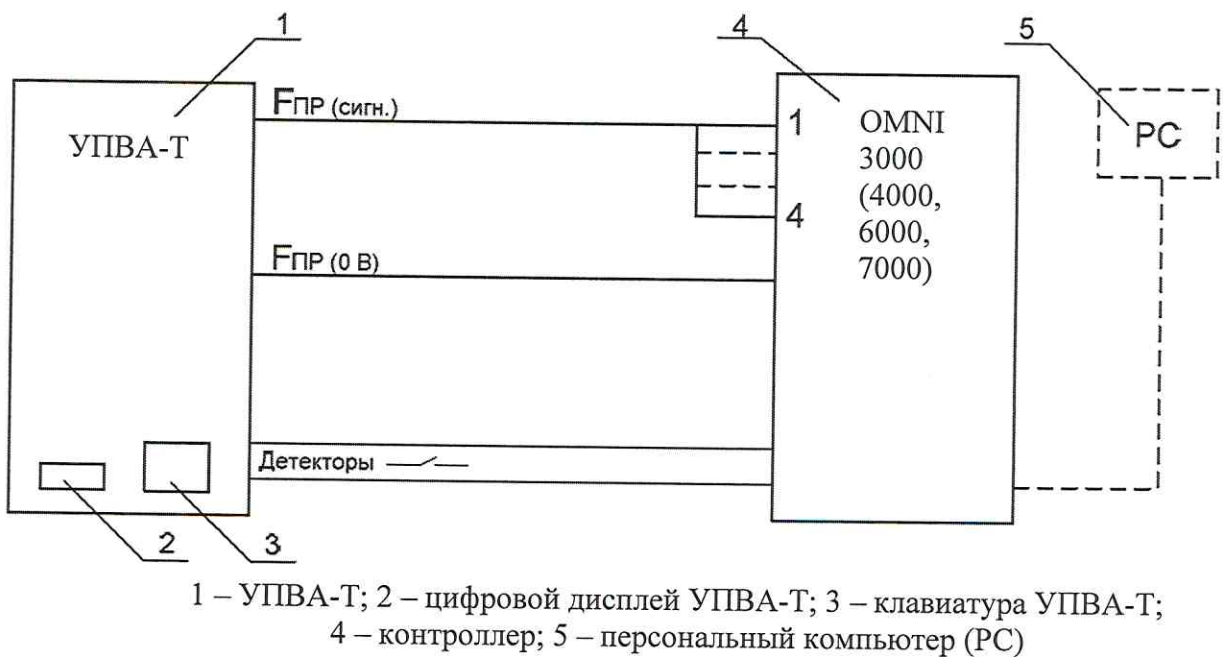 1
4
5
УПВА-Т
FПР (сигн.)
1
OMNI
3000
(4000,
6000,
7000)
4
PC
FПР (0 В)
Детекторы
2
3
1 – УПВА-Т; 2 – цифровой дисплей УПВА-Т; 3 – клавиатура УПВА-Т;
4 – контроллер; 5 – персональный компьютер (PC)